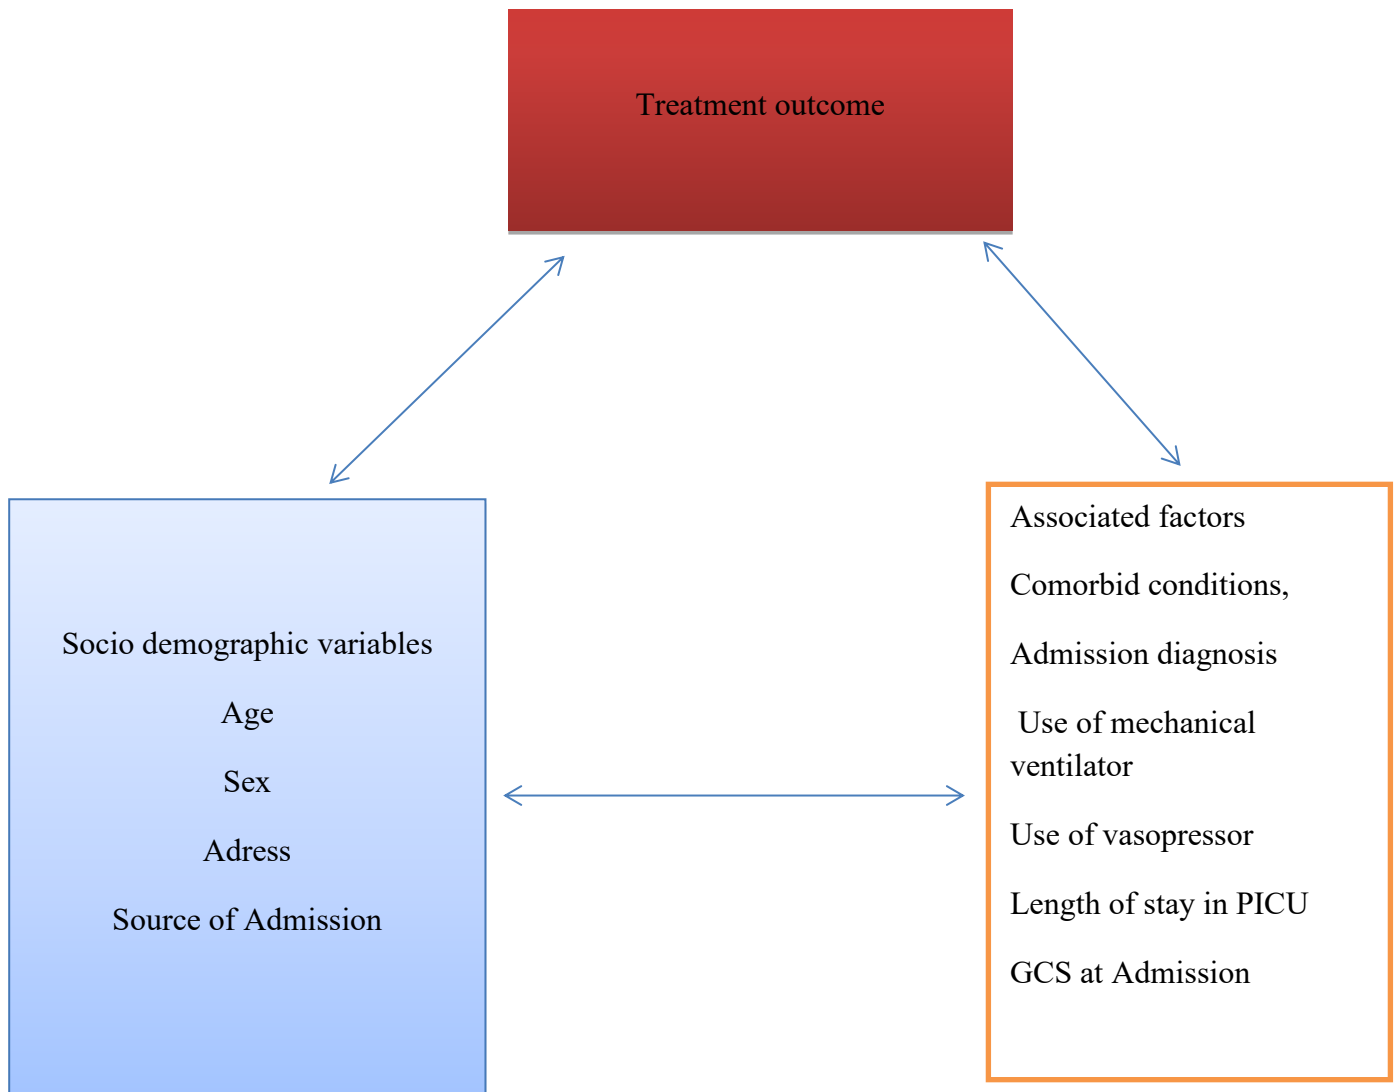 Treatment outcome
Socio demographic variables
Age
Sex
Adress
Source of Admission
Associated factors
Comorbid conditions,
Admission diagnosis
Use of mechanical
ventilator
Use of vasopressor
Length of stay in PICU
GCS at Admission